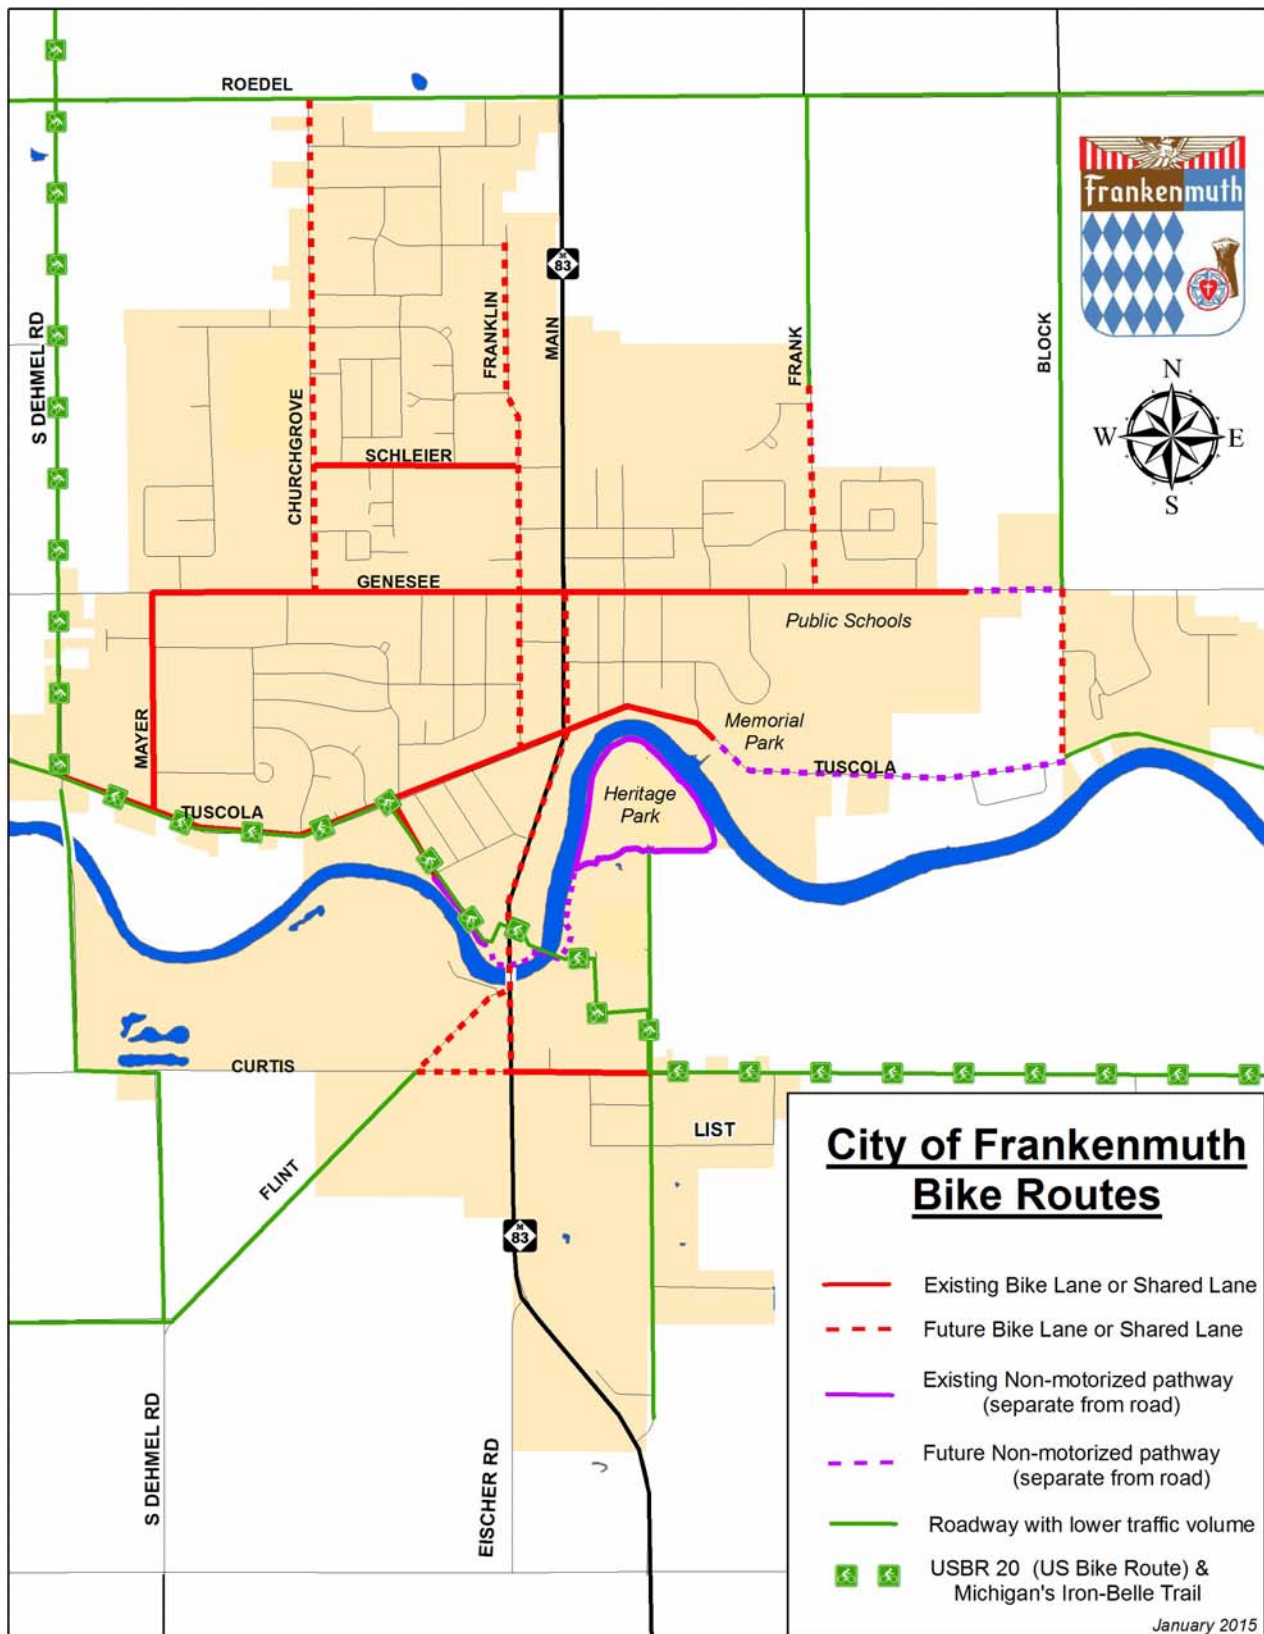 ROEDEL
Frankenmuth
S DEHMEL RD
CHURCHGROVE
FRANKLIN
MAIN
M
83
FRANK
BLOCK
N
W
E
S
SCHLEIER
GENESEE
Public Schools
MAYER
Memorial
Park
TUSCOLA
TUSCOLA
Heritage
Park
CURTIS
LIST
FLINT
M
83
S DEHMEL RD
EISCHER RD
City of Frankenmuth
Bike Routes
Existing Bike Lane or Shared Lane
Future Bike Lane or Shared Lane
Existing Non-motorized pathway
(separate from road)
Future Non-motorized pathway
(separate from road)
Roadway with lower traffic volume
USBR 20 (US Bike Route) &
Michigan's Iron-Belle Trail
January 2015